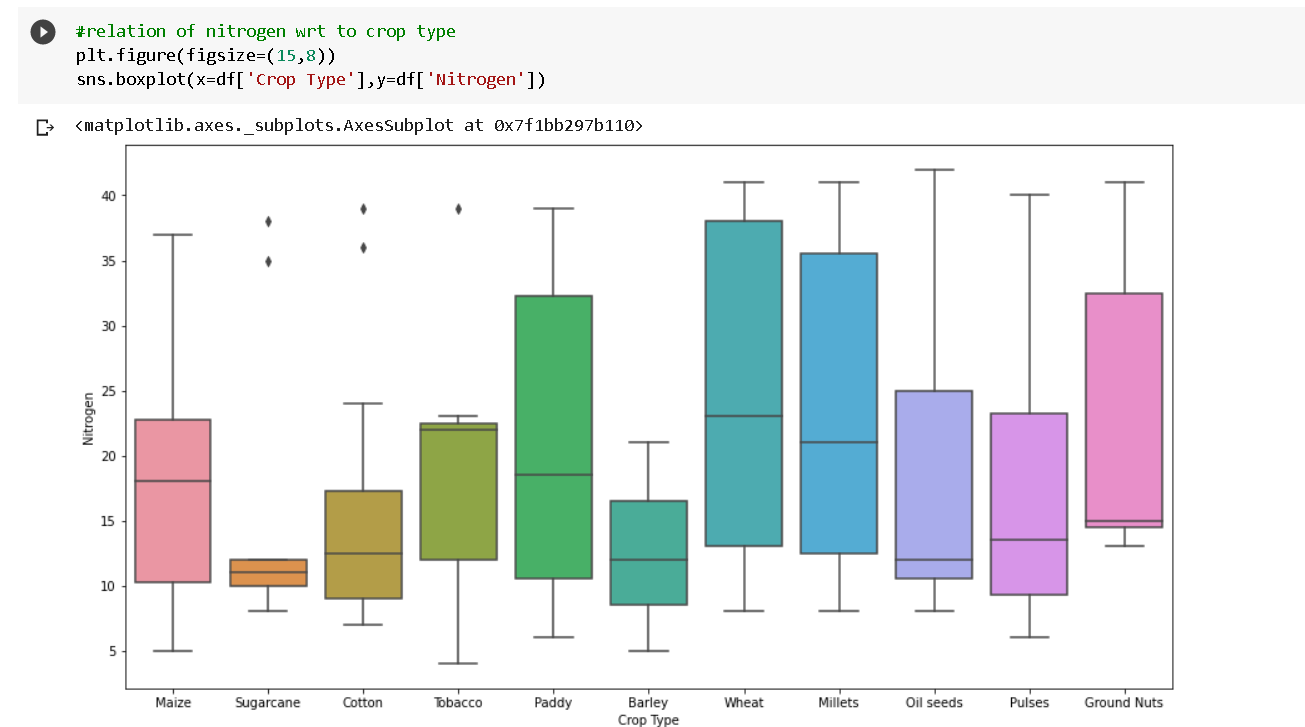 #relation of nitrogen wrt to crop type
plt.figure(figsize=(15,8))
sns.boxplot(x=df['Crop Type'],y=df['Nitrogen'])
<matplotlib.axes._subplots.AxesSubplot at 0x7f1bb297b110>
40
35
30
25
20
15
10
5
Nitrogen
Maize Sugarcane Cotton Tobacco Paddy Barley Wheat Millets Oil seeds Pulses Ground Nuts
Crop Type